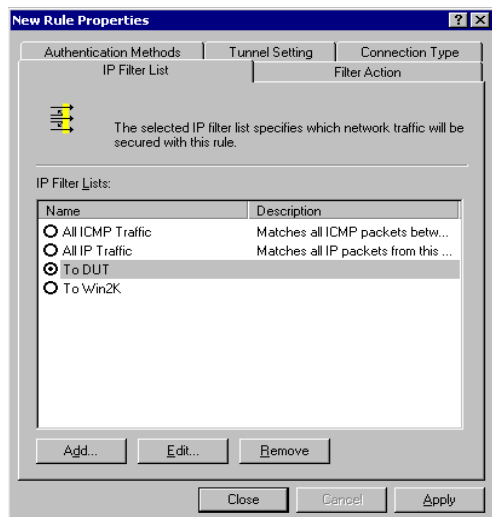 New Rule Properties
Authentication Methods Tunnel Setting Connection Type
IP Filter List Filter Action
The selected IP filter list specifies which network traffic will be
secured with this rule.
IP Filter Lists:
Name Description
All ICMP Traffic Matches all ICMP packets betw...
All IP Traffic Matches all IP packets from this ...
To DUT
To Win2K
Add... Edit... Remove
Close Cancel Apply